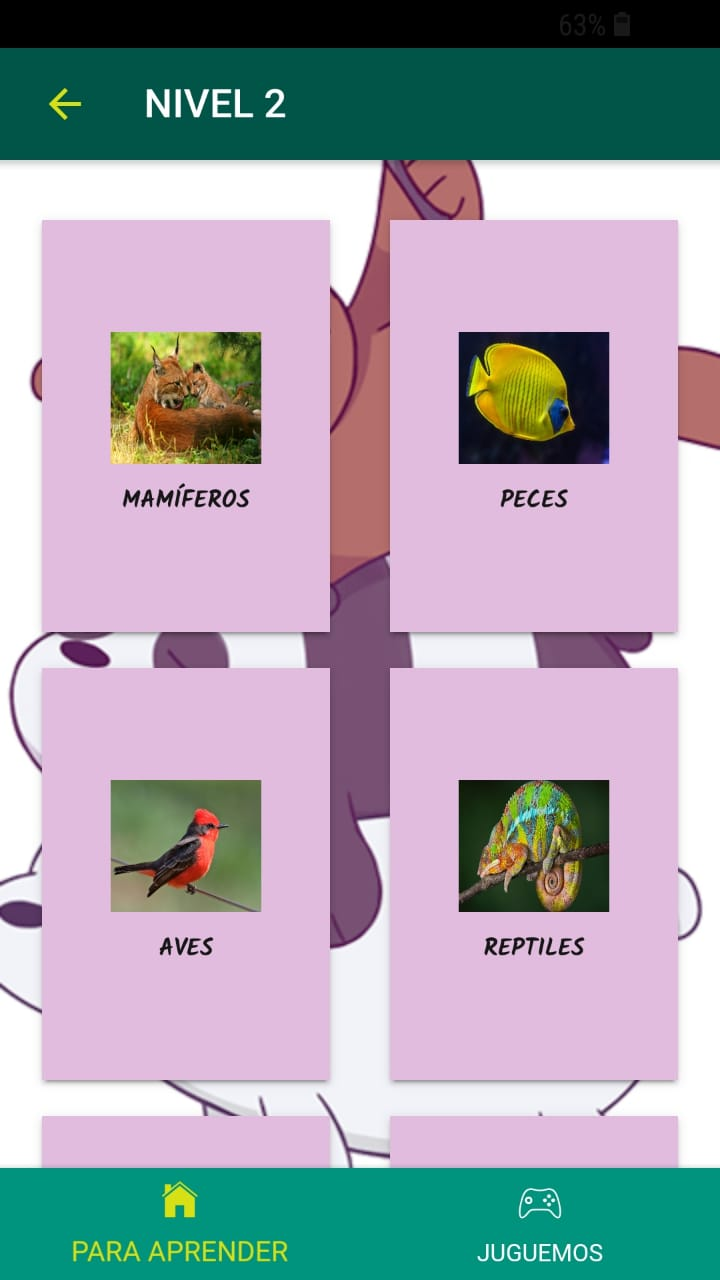 63%
NIVEL 2
MAMÍFEROS
PECES
AVES
REPTILES
PARA APRENDER
JUGUEMOS